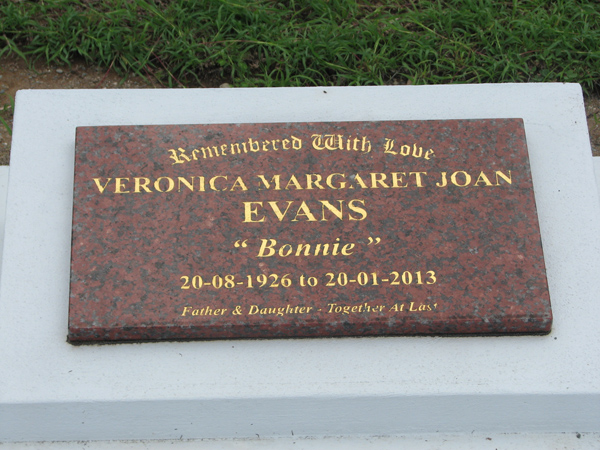 Remembered With Love
VERONICA MARGARET JOAN
EVANS
“ Bonnie ”
20-08-1926 to 20-01-2013
Father & Daughter - Together At Last